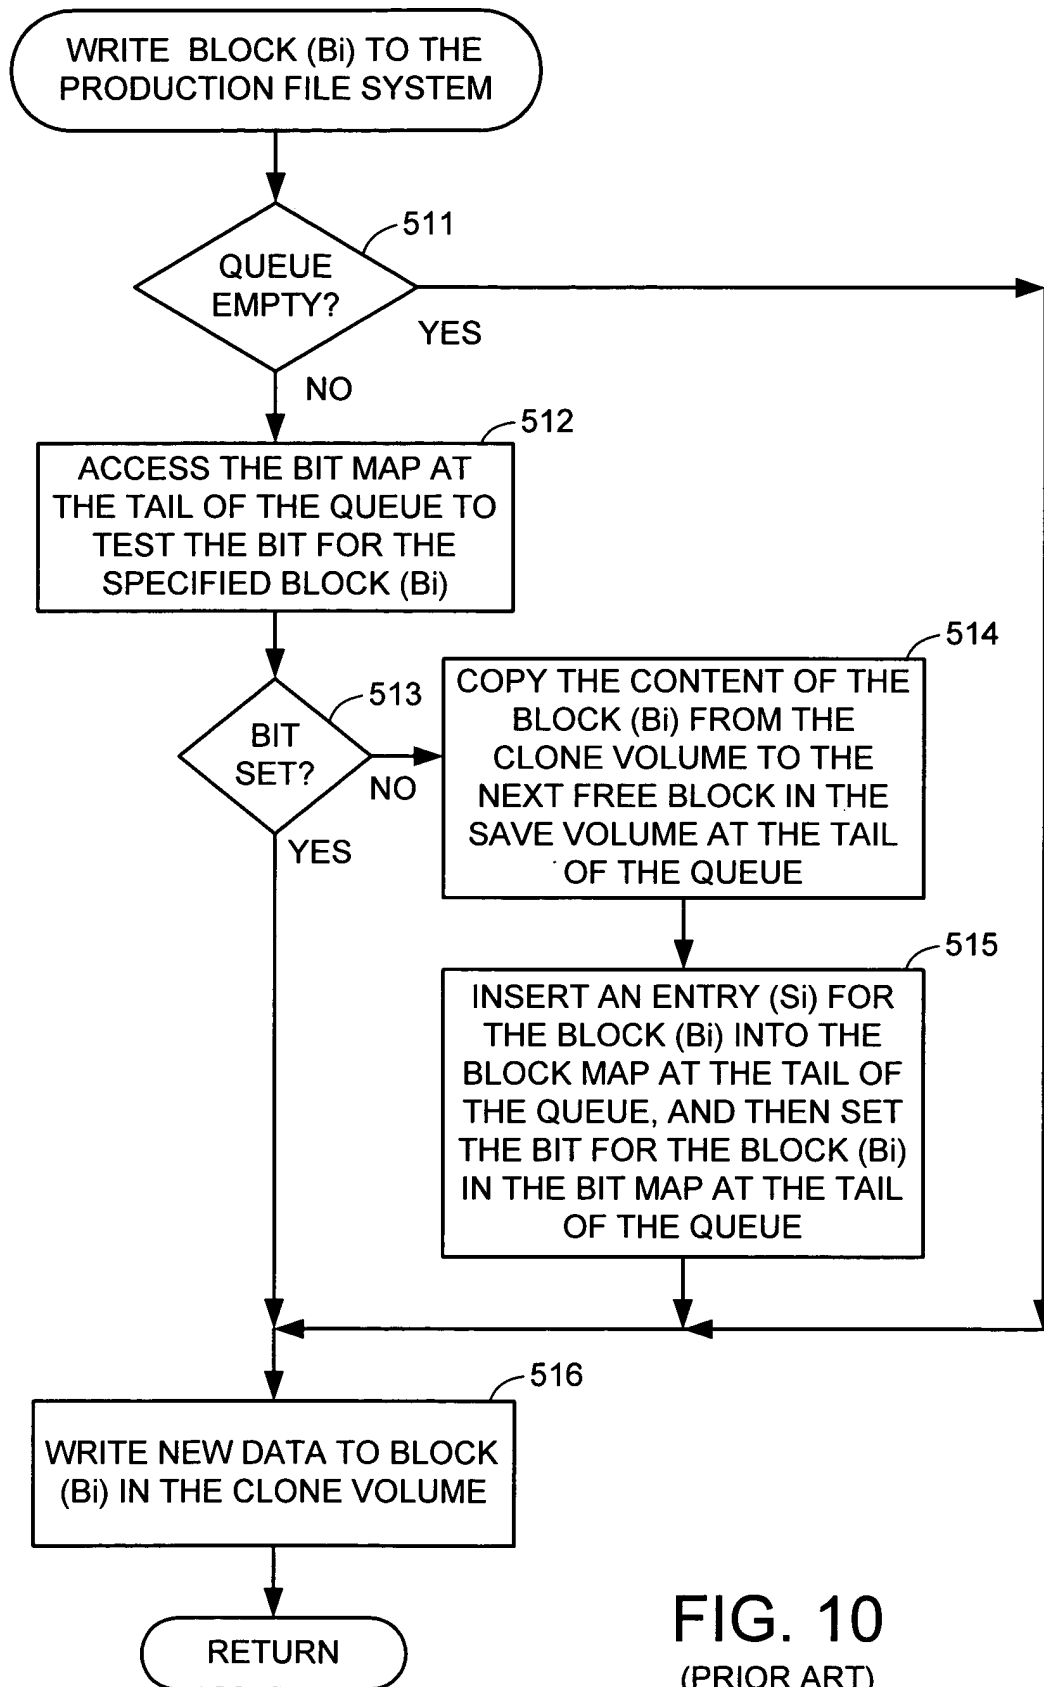 WRITE BLOCK (Bi) TO THE
PRODUCTION FILE SYSTEM
511
QUEUE
EMPTY?
YES
NO
512
ACCESS THE BIT MAP AT
THE TAIL OF THE QUEUE TO
TEST THE BIT FOR THE
SPECIFIED BLOCK (Bi)
513
BIT
SET?
NO
YES
514
COPY THE CONTENT OF THE
BLOCK (Bi) FROM THE
CLONE VOLUME TO THE
NEXT FREE BLOCK IN THE
SAVE VOLUME AT THE TAIL
OF THE QUEUE
515
INSERT AN ENTRY (Si) FOR
THE BLOCK (Bi) INTO THE
BLOCK MAP AT THE TAIL OF
THE QUEUE, AND THEN SET
THE BIT FOR THE BLOCK (Bi)
IN THE BIT MAP AT THE TAIL
OF THE QUEUE
516
WRITE NEW DATA TO BLOCK
(Bi) IN THE CLONE VOLUME
RETURN
FIG. 10
(PRIOR ART)